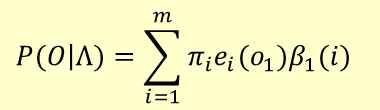 P(O|Λ) = ∑_{i=1}^{m} π_i e_i(o_1)β_1(i)